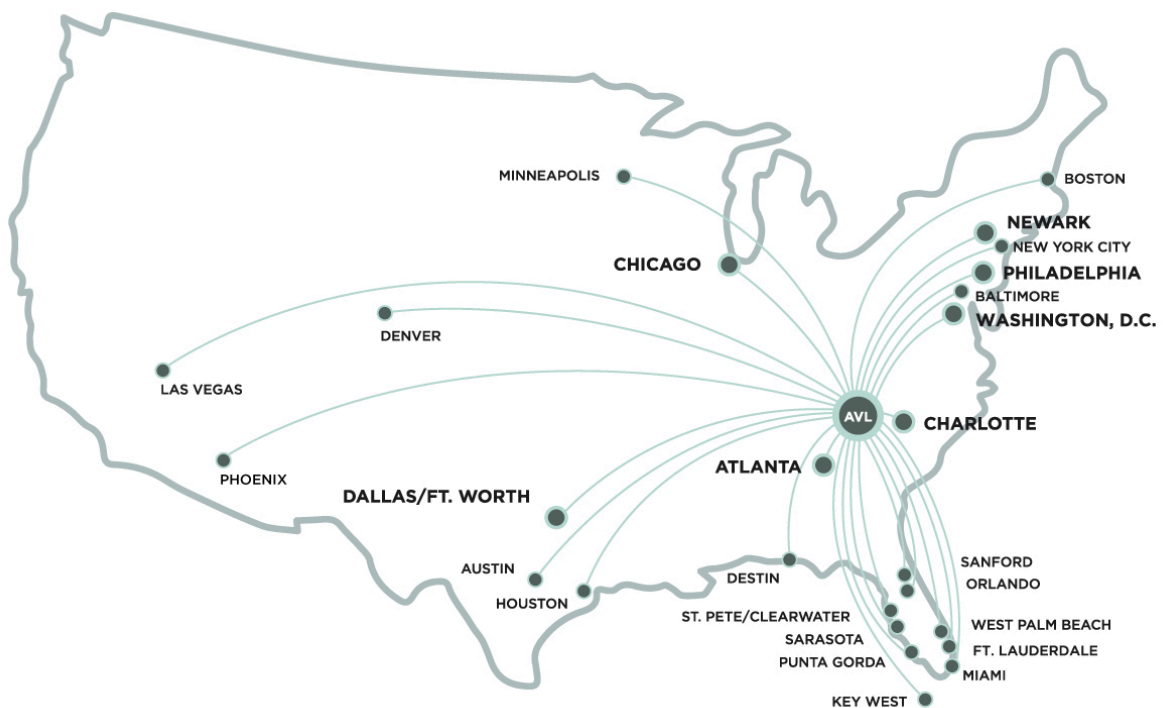 MINNEAPOLIS
BOSTON
NEWARK
NEW YORK CITY
CHICAGO
PHILADELPHIA
BALTIMORE
WASHINGTON, D.C.
DENVER
LAS VEGAS
AVL
CHARLOTTE
ATLANTA
PHOENIX
DALLAS/FT. WORTH
AUSTIN
HOUSTON
DESTIN
SANFORD
ORLANDO
ST. PETE/CLEARWATER
WEST PALM BEACH
SARASOTA
FT. LAUDERDALE
PUNTA GORDA
MIAMI
KEY WEST